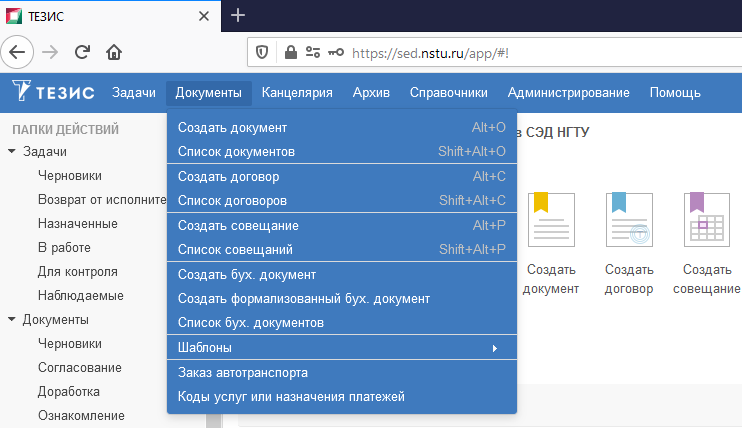 ТЕЗИС
https://sed.nstu.ru/app/#!
ТЕЗИС Задачи Документы Канцелярия Архив Справочники Администрирование Помощь
ПАПКИ ДЕЙСТВИЙ
Задачи
Черновики
Возврат от исполните
Назначенные
В работе
Для контроля
Наблюдаемые
Документы
Черновики
Согласование
Доработка
Ознакомление
Создать документ Alt+O
Список документов Shift+Alt+O
Создать договор Alt+C
Список договоров Shift+Alt+C
Создать совещание Alt+P
Список совещаний Shift+Alt+P
Создать бух. документ
Создать формализованный бух. документ
Список бух. документов
Шаблоны
Заказ автотранспорта
Коды услуг или назначения платежей
в СЭД НГТУ
Создать документ
Создать договор
Создать совещание